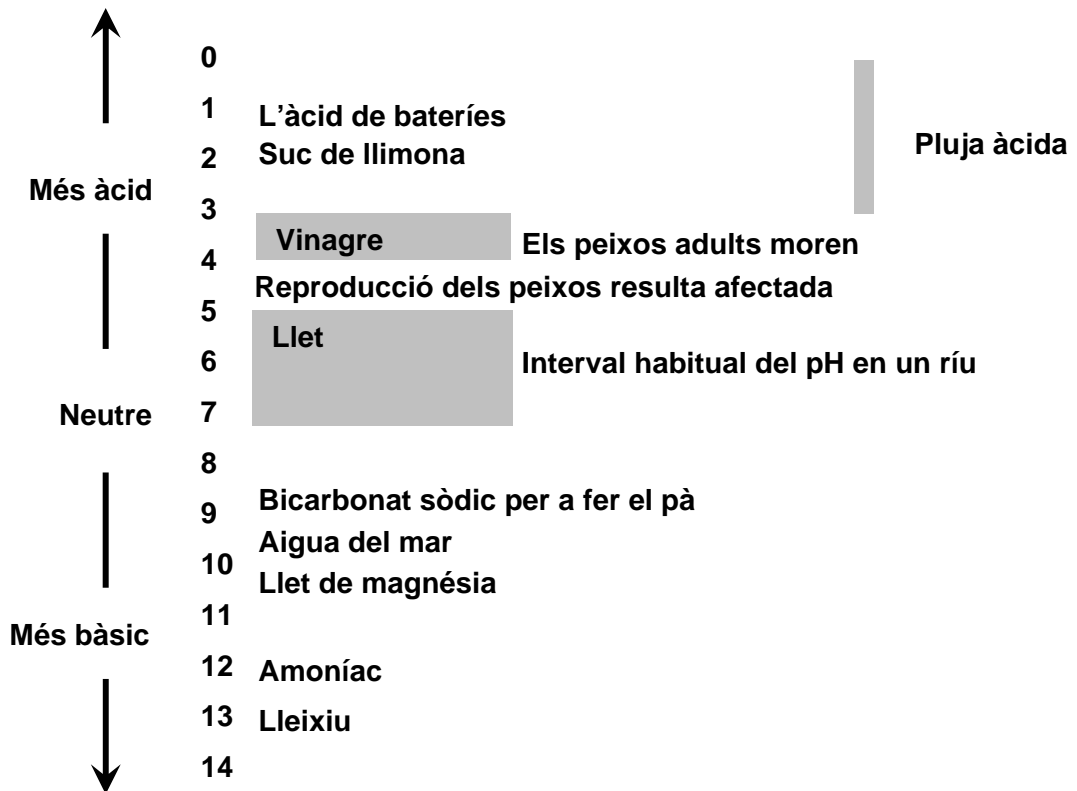 0
1 L'àcid de bateríes
2 Suc de llimona Pluja àcida
Més àcid
3
Vinagre Els peixos adults moren
4
Reproducció dels peixos resulta afectada
5
Llet
6 Interval habitual del pH en un ríu
Neutre 7
8
9 Bicarbonat sòdic per a fer el pà
Aigua del mar
10
Llet de magnésia
11
Més bàsic
12 Amoníac
13 Lleixiu
14